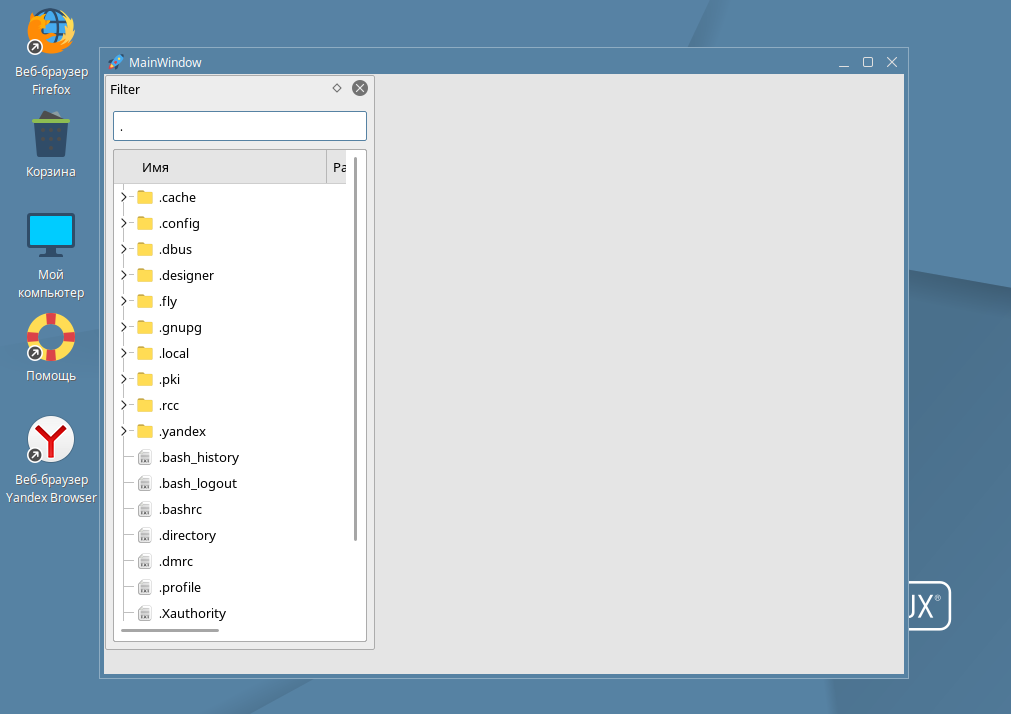 Веб-браузер
Firefox
Корзина
Мой
компьютер
Помощь
Веб-браузер
Yandex Browser
MainWindow
Filter
.
Имя
Ра
.cache
.config
.dbus
.designer
.fly
.gnupg
.local
.pki
.rcc
.yandex
.bash_history
.bash_logout
.bashrc
.directory
.dmrc
.profile
.Xauthority
UX®